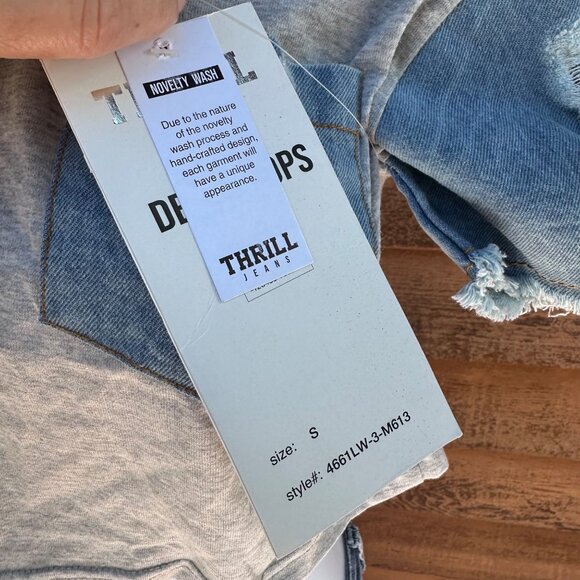 NOVELTY WASH
Due to the nature
of the novelty
wash process and
hand-crafted design,
each garment will
have a unique
appearance.
THRILL
JEANS
size: S
style#: 4661LW-3-M613